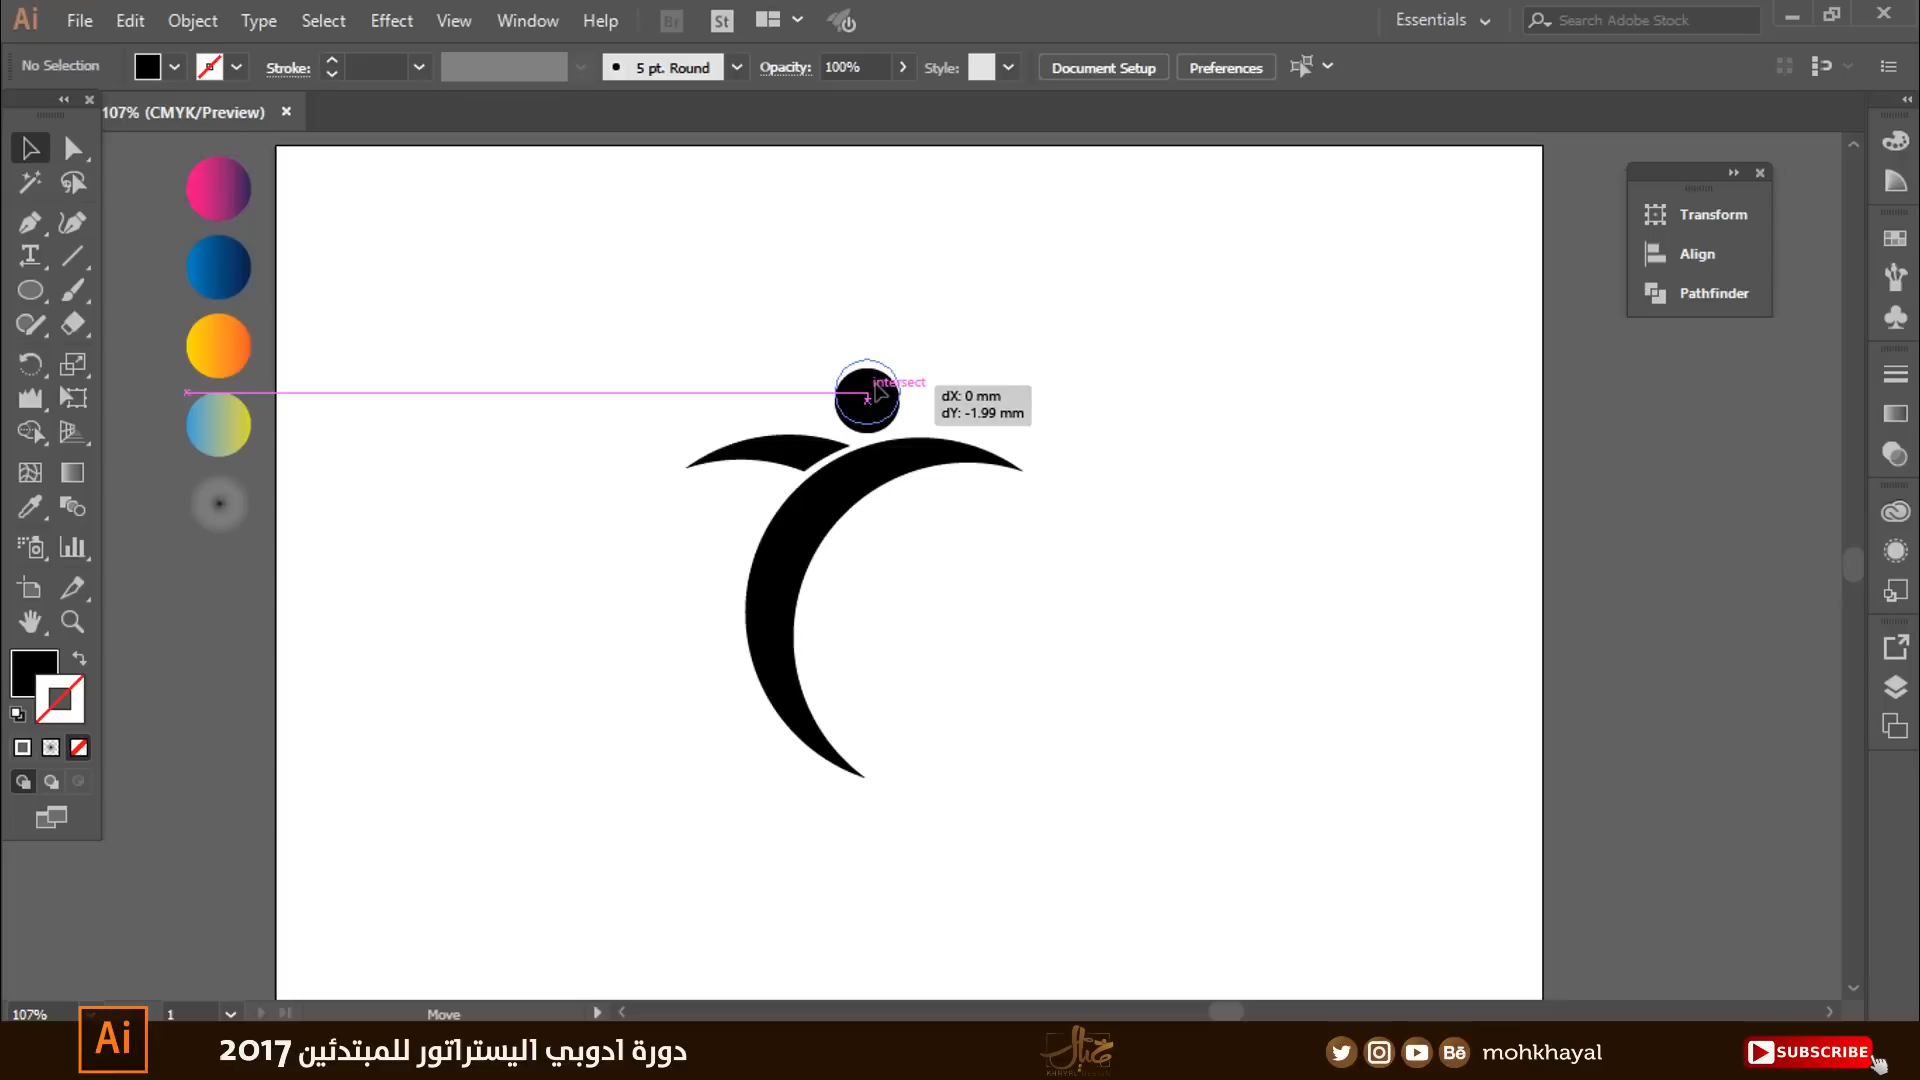 Ai File Edit Object Type Select Effect View Window Help Br St Essentials Search Adobe Stock
No Selection Stroke: 5 pt. Round Opacity: 100% Style: Document Setup Preferences
107% (CMYK/Preview)
Transform
Align
Pathfinder
intersect
dX: 0 mm
dY: -1.99 mm
107% 1 Move
Ai دورة ادوبي اليستراتور للمبتدئين 2017 mohkhayal SUBSCRIBE